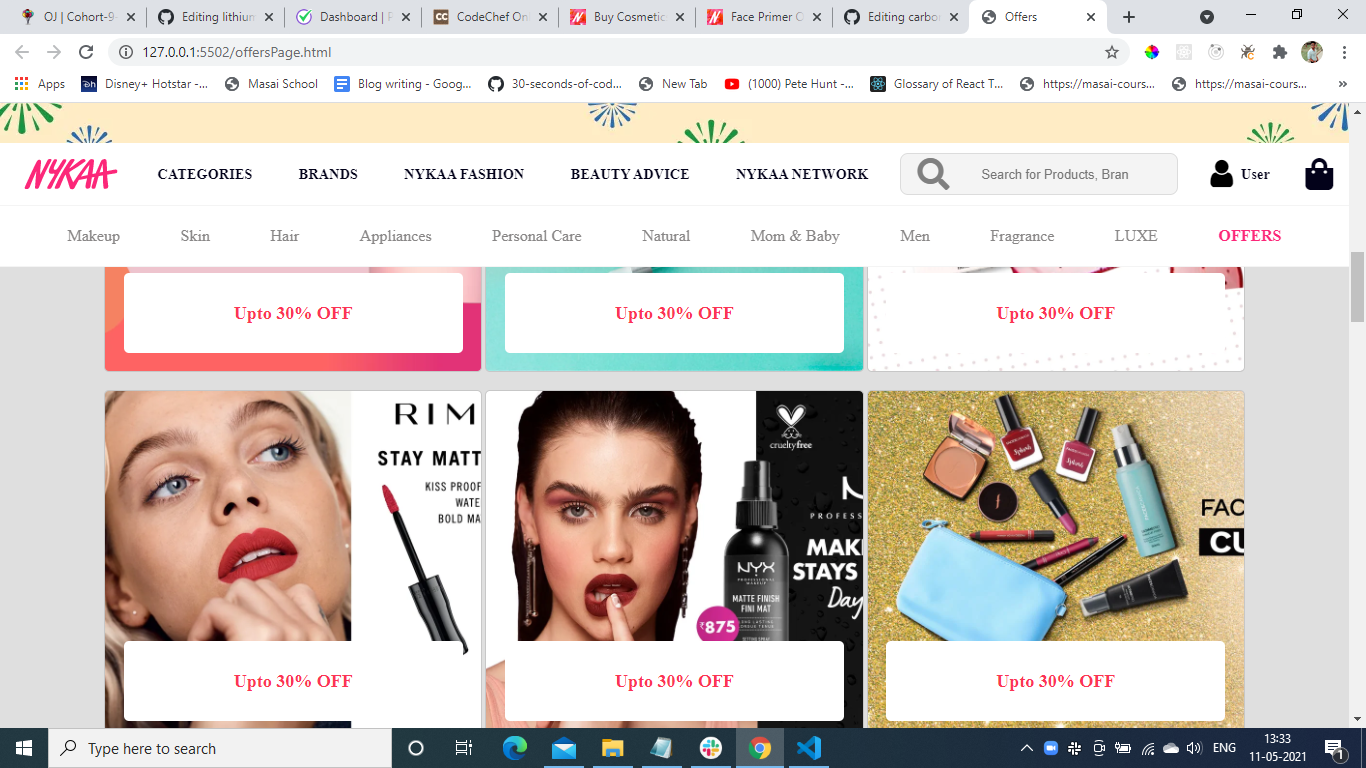 OJ | Cohort-9-
Editing lithium
Dashboard | P
CodeChef On
Buy Cosmetic
Face Primer O
Editing carbo
Offers
127.0.0.1:5502/offersPage.html
Apps
Disney+ Hotstar -...
Masai School
Blog writing - Goog...
30-seconds-of-cod...
New Tab
(1000) Pete Hunt -...
Glossary of React T...
https://masai-cours...
https://masai-cours...
NYKAA
CATEGORIES
BRANDS
NYKAA FASHION
BEAUTY ADVICE
NYKAA NETWORK
Search for Products, Bran
User
Makeup
Skin
Hair
Appliances
Personal Care
Natural
Mom & Baby
Men
Fragrance
LUXE
OFFERS
Upto 30% OFF
Upto 30% OFF
Upto 30% OFF
RIM
STAY MATT
KISS PROOF
WATE
BOLD MA
crueltyfree
N
PROFESS
MAKE
STAYS
Day
NYX
PROFESSIONAL MAKEUP
MATTE FINISH
FINI MAT
LONG LASTING
SETTING SPRAY
₹875
FAC
CU
Upto 30% OFF
Upto 30% OFF
Upto 30% OFF
Type here to search
ENG
13:33
11-05-2021
1